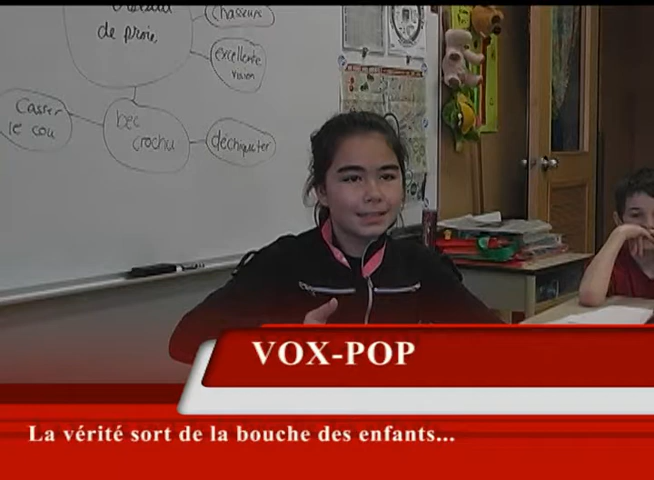 de proie
chasseurs
excellente
vision
Casser
le cou
bec
crochu
déchiqueter
VOX-POP
La vérité sort de la bouche des enfants...